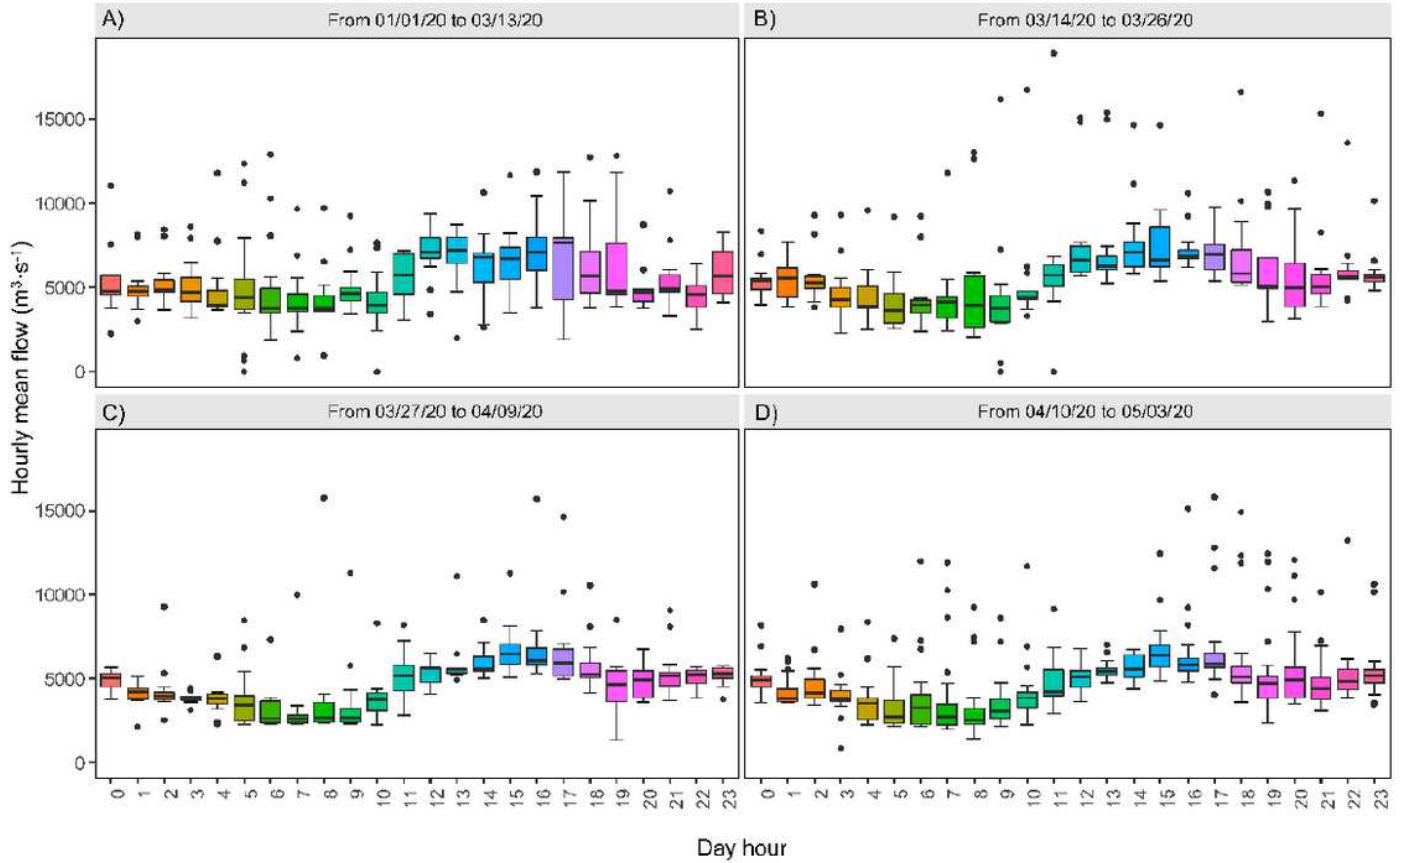 A) From 01/01/20 to 03/13/20
B) From 03/14/20 to 03/26/20
15000
10000
5000
0
C) From 03/27/20 to 04/09/20
D) From 04/10/20 to 05/03/20
15000
10000
5000
0
Hourly mean flow (m³·s⁻¹)
0 1 2 3 4 5 6 7 8 9 10 11 12 13 14 15 16 17 18 19 20 21 22 23
0 1 2 3 4 5 6 7 8 9 10 11 12 13 14 15 16 17 18 19 20 21 22 23
Day hour